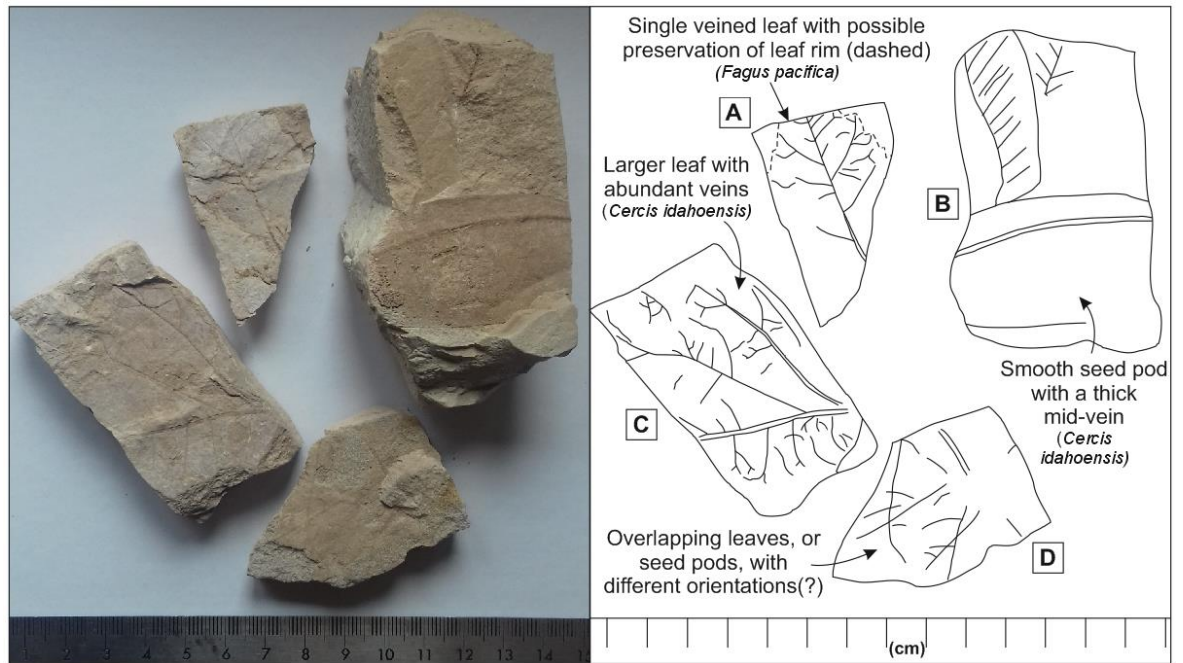 Single veined leaf with possible
preservation of leaf rim (dashed)
(Fagus pacifica)
A
Larger leaf with
abundant veins
(Cercis idahoensis)
B
C
Smooth seed pod
with a thick
mid-vein
(Cercis
idahoensis)
Overlapping leaves, or
seed pods, with
different orientations(?)
D
1 2 3 4 5 6 7 8 9 10 11 12 13 14 15
(cm)